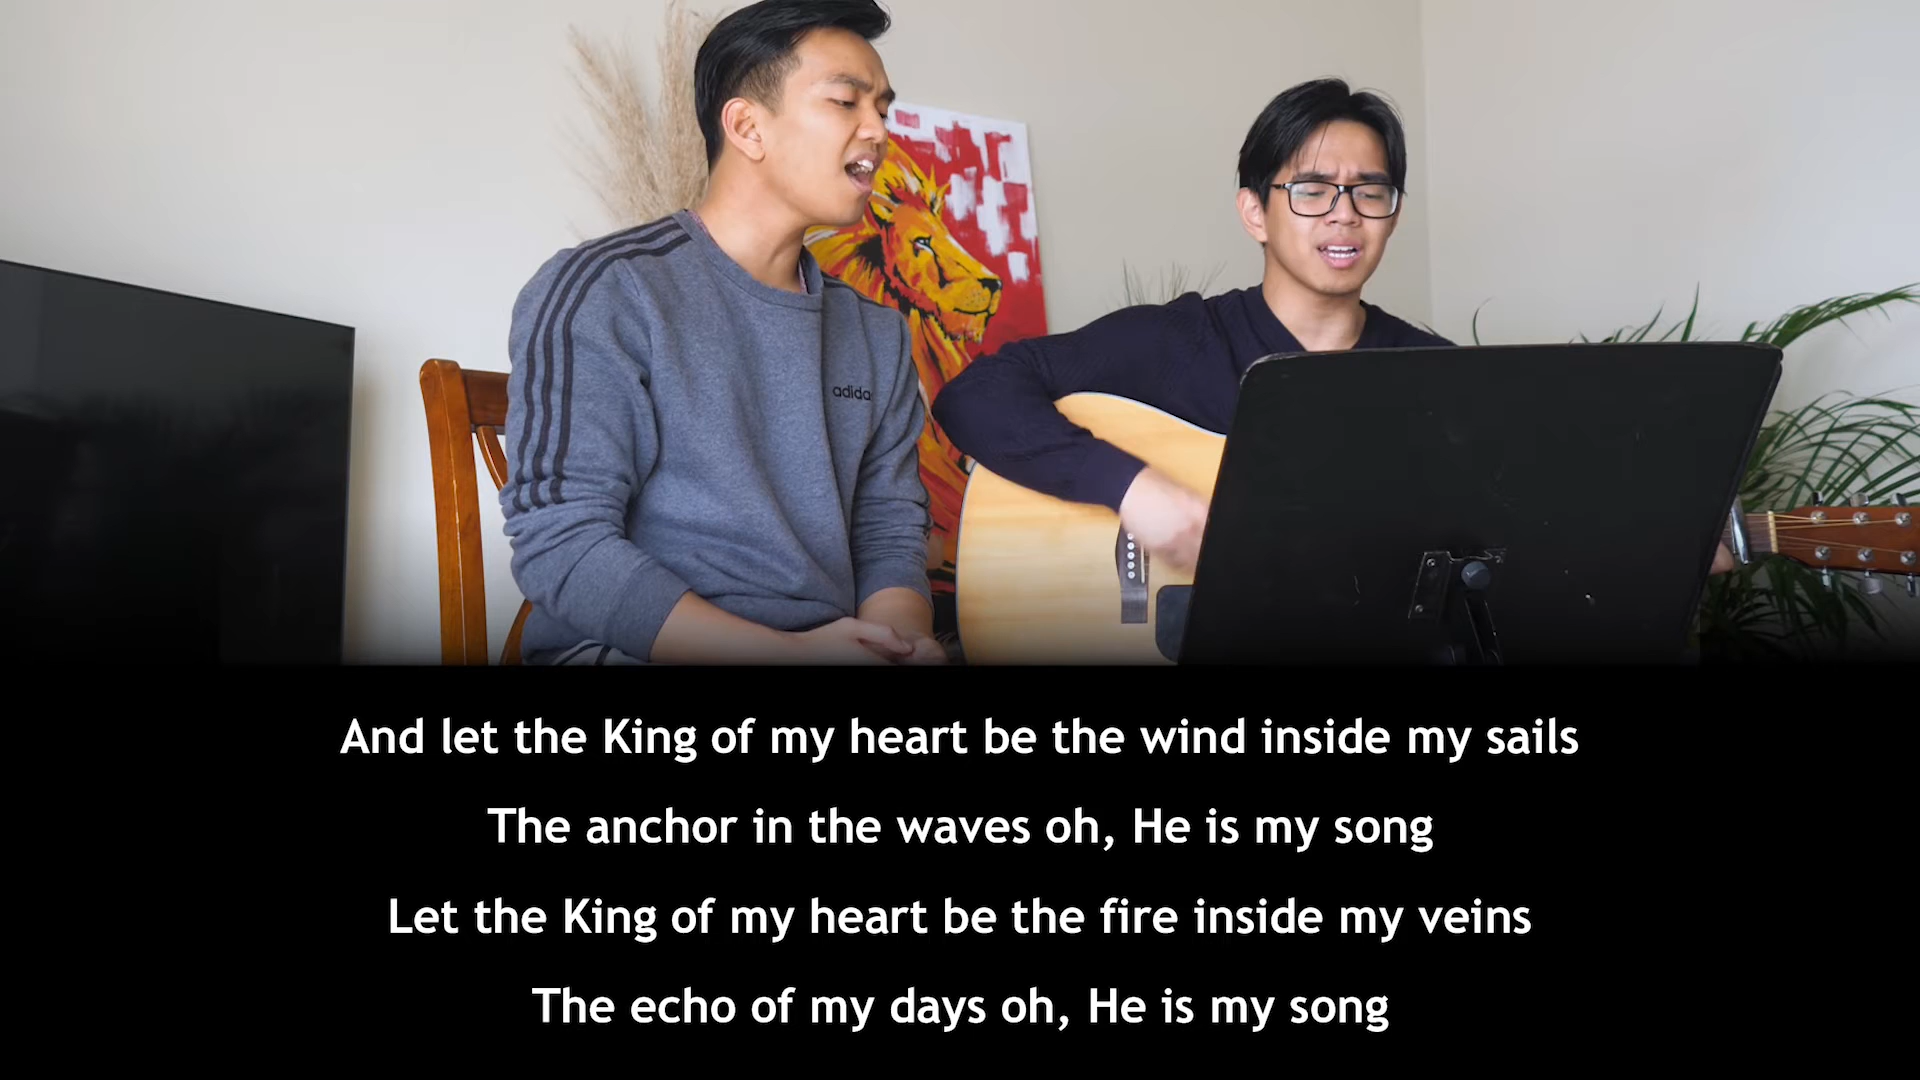 adidas
And let the King of my heart be the wind inside my sails
The anchor in the waves oh, He is my song
Let the King of my heart be the fire inside my veins
The echo of my days oh, He is my song